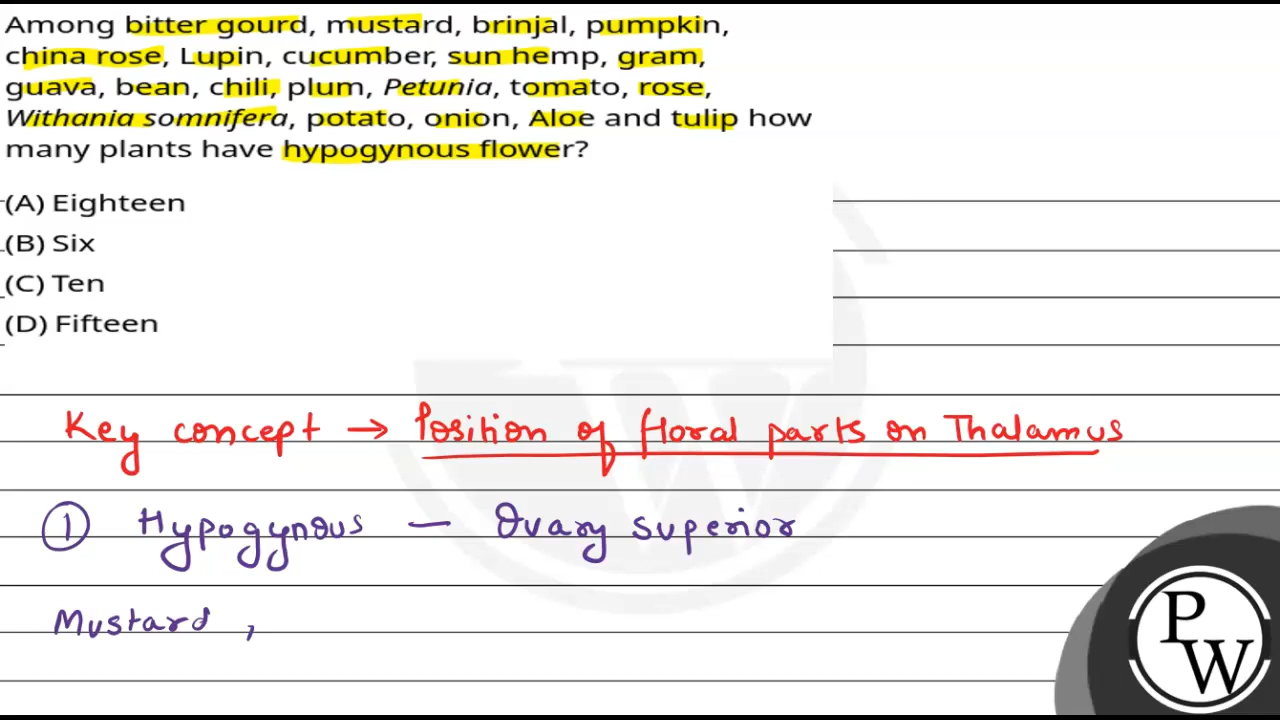 Among bitter gourd, mustard, brinjal, pumpkin,
china rose, Lupin, cucumber, sun hemp, gram,
guava, bean, chili, plum, Petunia, tomato, rose,
Withania somnifera, potato, onion, Aloe and tulip how
many plants have hypogynous flower?
(A) Eighteen
(B) Six
(C) Ten
(D) Fifteen
Key concept → Position of floral parts on Thalamus
① Hypogynous — Ovary superior
Mustard ,
P
W